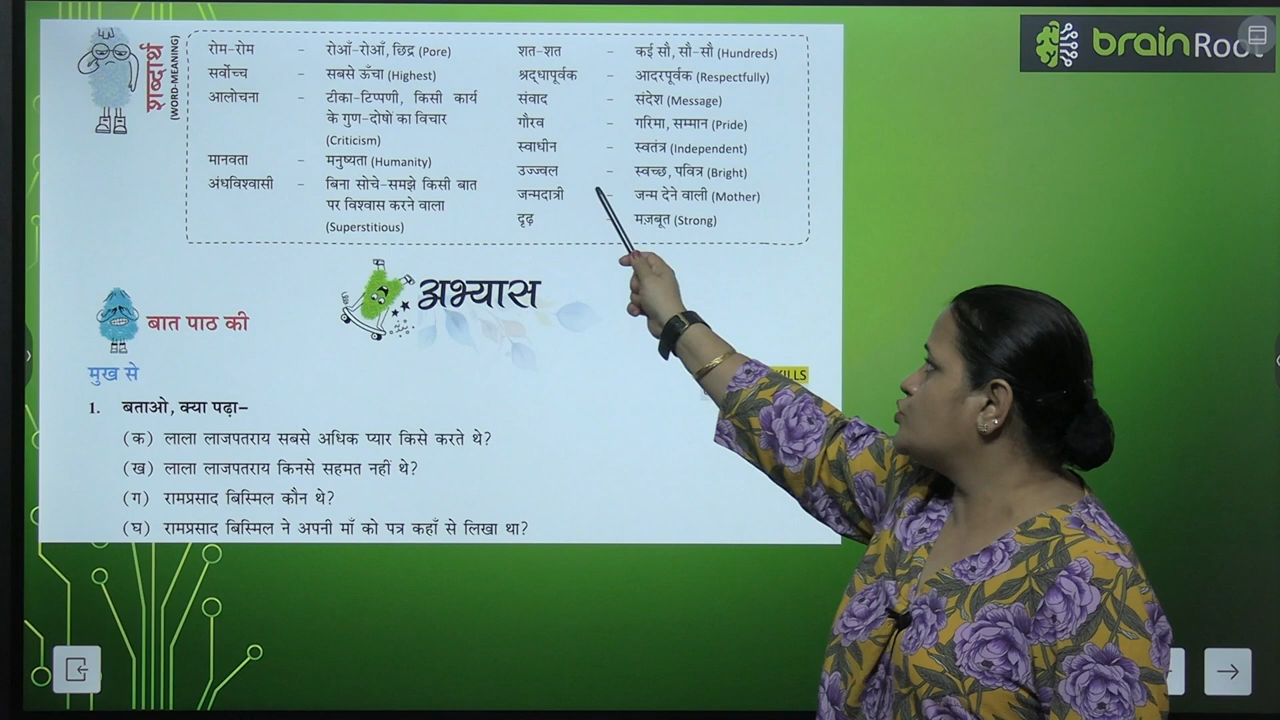 brainRoot
शब्दार्थ
(WORD-MEANING)
रोम-रोम – रोआँ-रोआँ, छिद्र (Pore)
सर्वोच्च – सबसे ऊँचा (Highest)
आलोचना – टीका-टिप्पणी, किसी कार्य
के गुण-दोषों का विचार
(Criticism)
मानवता – मनुष्यता (Humanity)
अंधविश्वासी – बिना सोचे-समझे किसी बात
पर विश्वास करने वाला
(Superstitious)
शत-शत – कई सौ, सौ-सौ (Hundreds)
श्रद्धापूर्वक – आदरपूर्वक (Respectfully)
संवाद – संदेश (Message)
गौरव – गरिमा, सम्मान (Pride)
स्वाधीन – स्वतंत्र (Independent)
उज्ज्वल – स्वच्छ, पवित्र (Bright)
जन्मदात्री – जन्म देने वाली (Mother)
दृढ़ – मज़बूत (Strong)
अभ्यास
बात पाठ की
मुख से
1. बताओ, क्या पढ़ा–
(क) लाला लाजपतराय सबसे अधिक प्यार किसे करते थे?
(ख) लाला लाजपतराय किनसे सहमत नहीं थे?
(ग) रामप्रसाद बिस्मिल कौन थे?
(घ) रामप्रसाद बिस्मिल ने अपनी माँ को पत्र कहाँ से लिखा था?